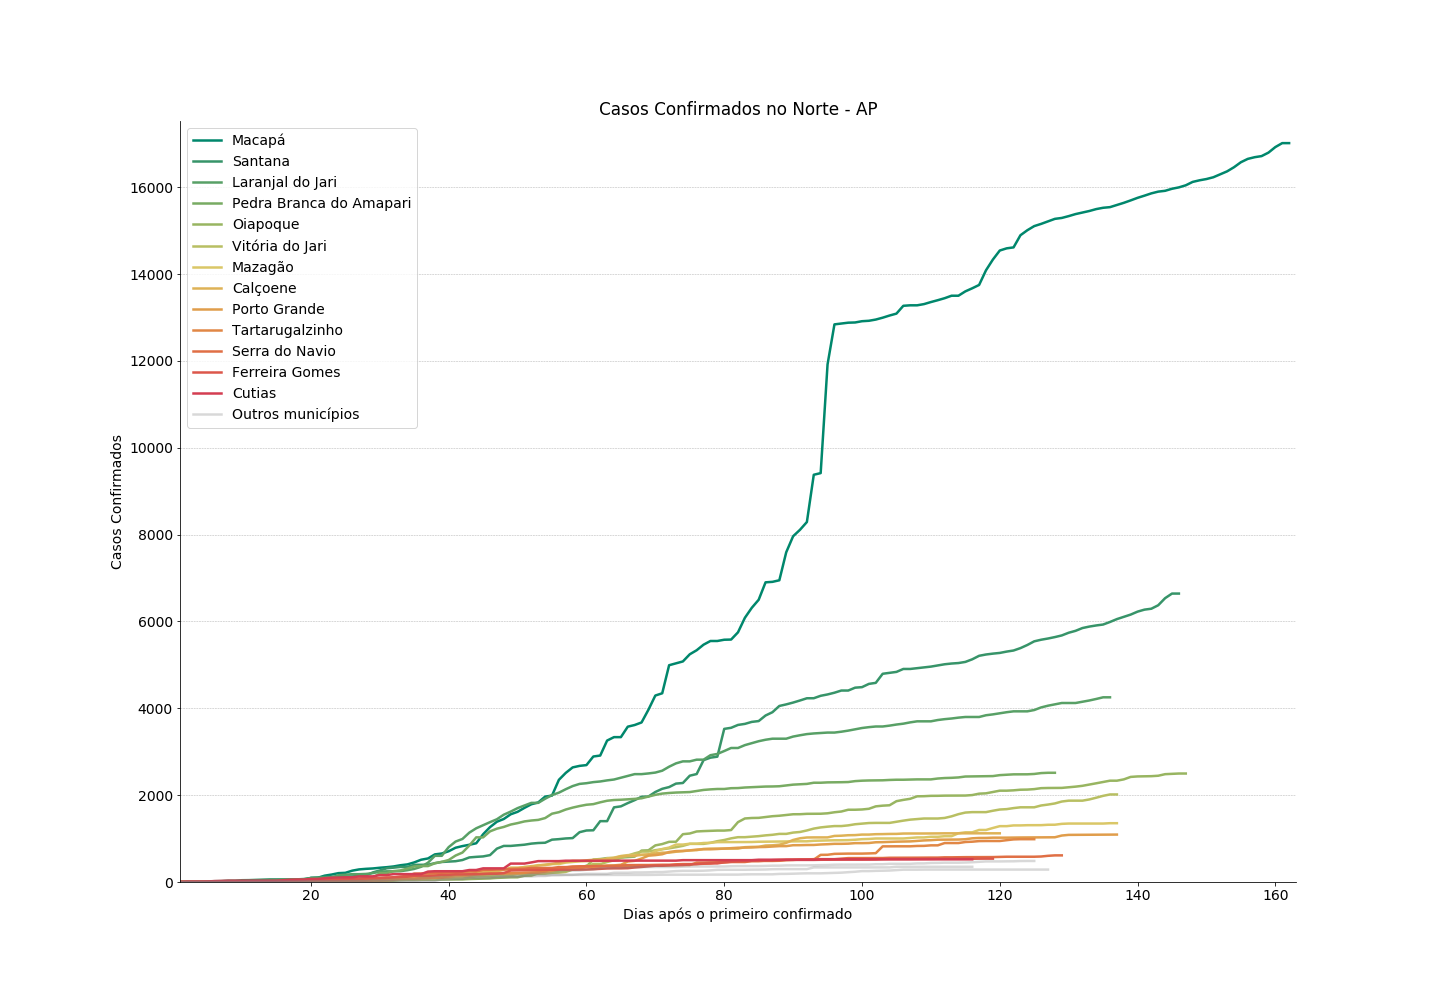 Casos Confirmados no Norte - AP
Macapá
Santana
Laranjal do Jari
Pedra Branca do Amapari
Oiapoque
Vitória do Jari
Mazagão
Calçoene
Porto Grande
Tartarugalzinho
Serra do Navio
Ferreira Gomes
Cutias
Outros municípios
Casos Confirmados
16000
14000
12000
10000
8000
6000
4000
2000
0
20 40 60 80 100 120 140 160
Dias após o primeiro confirmado